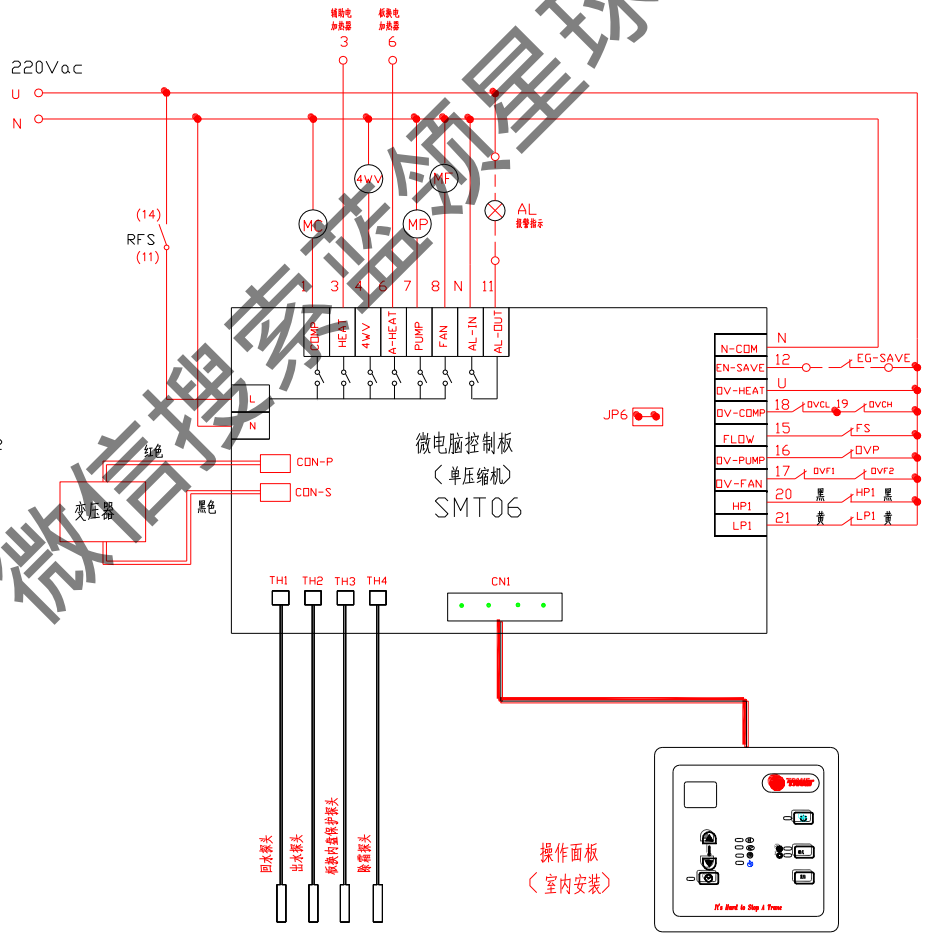 辅助电
加热器
3
板换电
加热器
6
220Vac
U
N
(14)
RFS
(11)
4WV
MF
MC
MP
AL
报警指示
1
3
4
6
7
8
N
11
COMP
HEAT
4WV
A-HEAT
PUMP
FAN
AL-IN
AL-OUT
L
N
N-COM
N
EN-SAVE
12
EG-SAVE
OV-HEAT
U
OV-COMP
18
OVCL
19
OVCH
FLOW
15
FS
OV-PUMP
16
OVP
OV-FAN
17
OVF1
OVF2
HP1
20
黑
HP1
黑
LP1
21
黄
LP1
黄
JP6
微电脑控制板
(单压缩机)
SMT06
红色
CON-P
CON-S
变压器
黑色
TH1
TH2
TH3
TH4
CN1
回水探头
出水探头
板换内盘保护探头
除霜探头
操作面板
(室内安装)
It's Hard to Stop A Trane
微信搜索蓝领星球